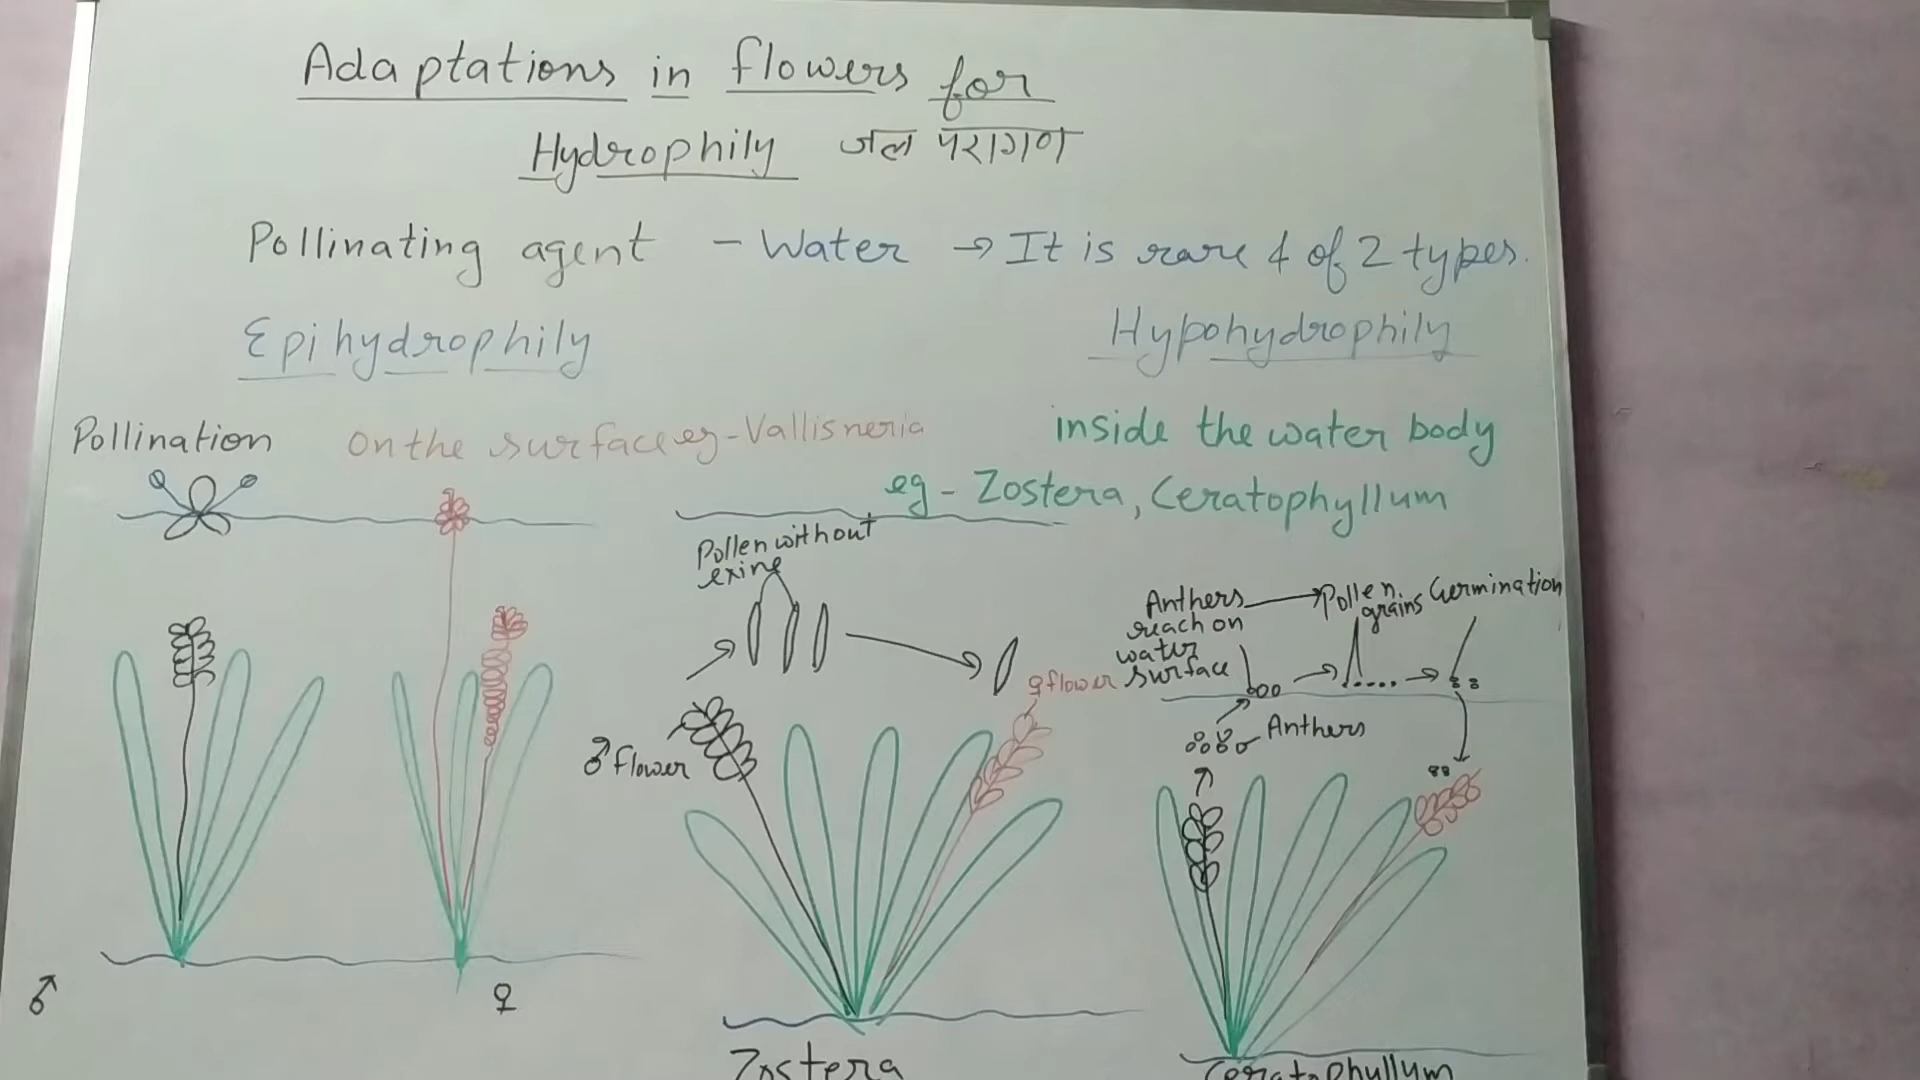 Adaptations in flowers for
Hydrophily जल परागण
Pollinating agent - Water → It is rare & of 2 types.
Epihydrophily
Hypohydrophily
Pollination on the surface eg - Vallisneria
inside the water body
eg - Zostera, Ceratophyllum
Pollen without
exine
Anthers → Pollen Germination
reach on grains
water
surface
♀ flower
Anthers
♂ flower
♂ ♀
Zostera
Ceratophyllum